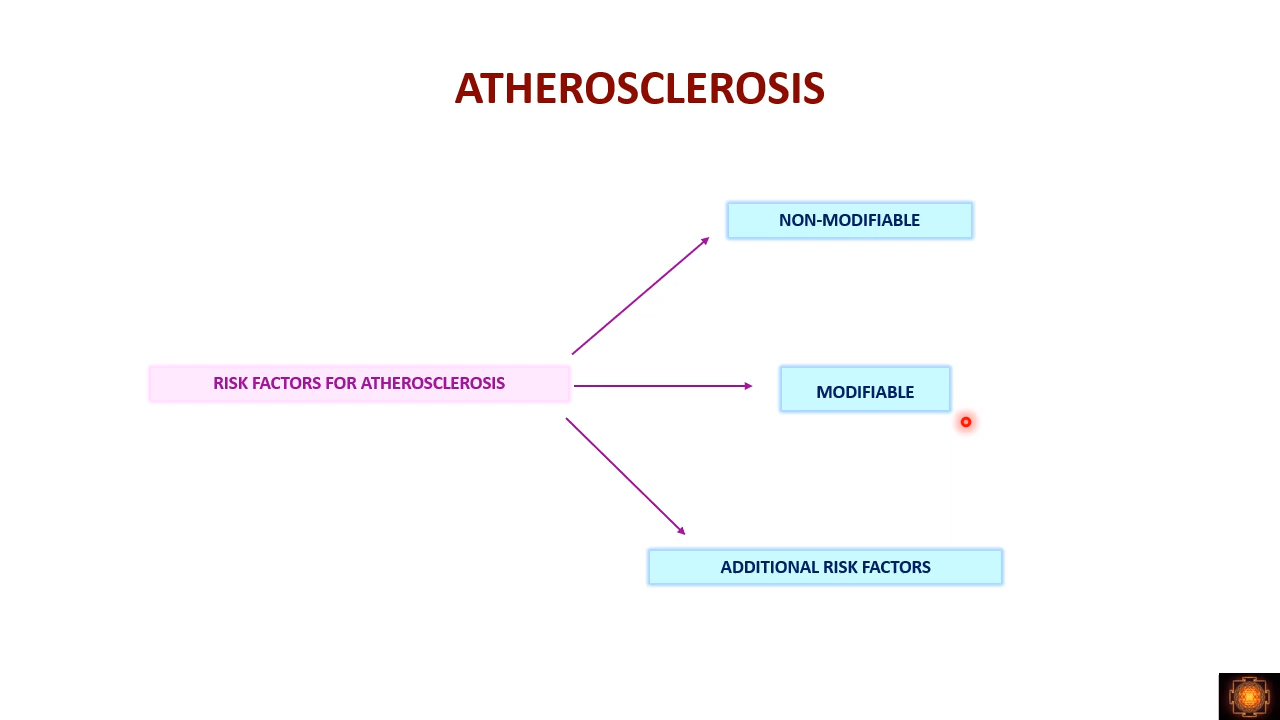 ATHEROSCLEROSIS
NON-MODIFIABLE
RISK FACTORS FOR ATHEROSCLEROSIS
MODIFIABLE
ADDITIONAL RISK FACTORS